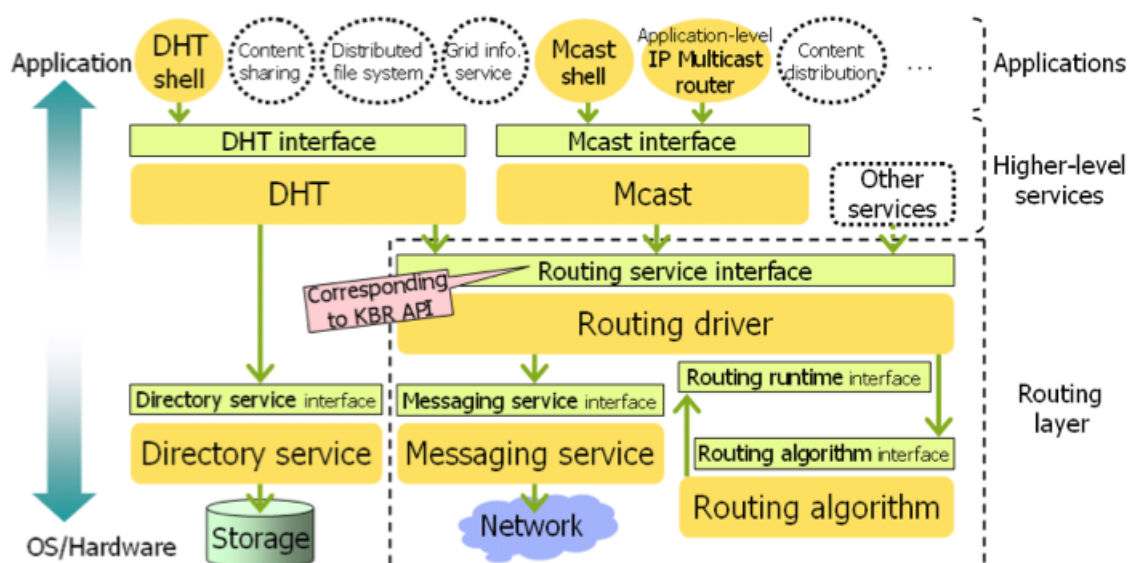 Application
DHT
shell
Content
sharing
Distributed
file system
Grid info.
service
Mcast
shell
Application-level
IP Multicast
router
Content
distribution
...
Applications
DHT interface
Mcast interface
DHT
Mcast
Other
services
Higher-level
services
Routing service interface
Corresponding
to KBR API
Routing driver
Directory service interface
Messaging service interface
Routing runtime interface
Routing algorithm interface
Directory service
Messaging service
Routing algorithm
Routing
layer
Storage
Network
OS/Hardware